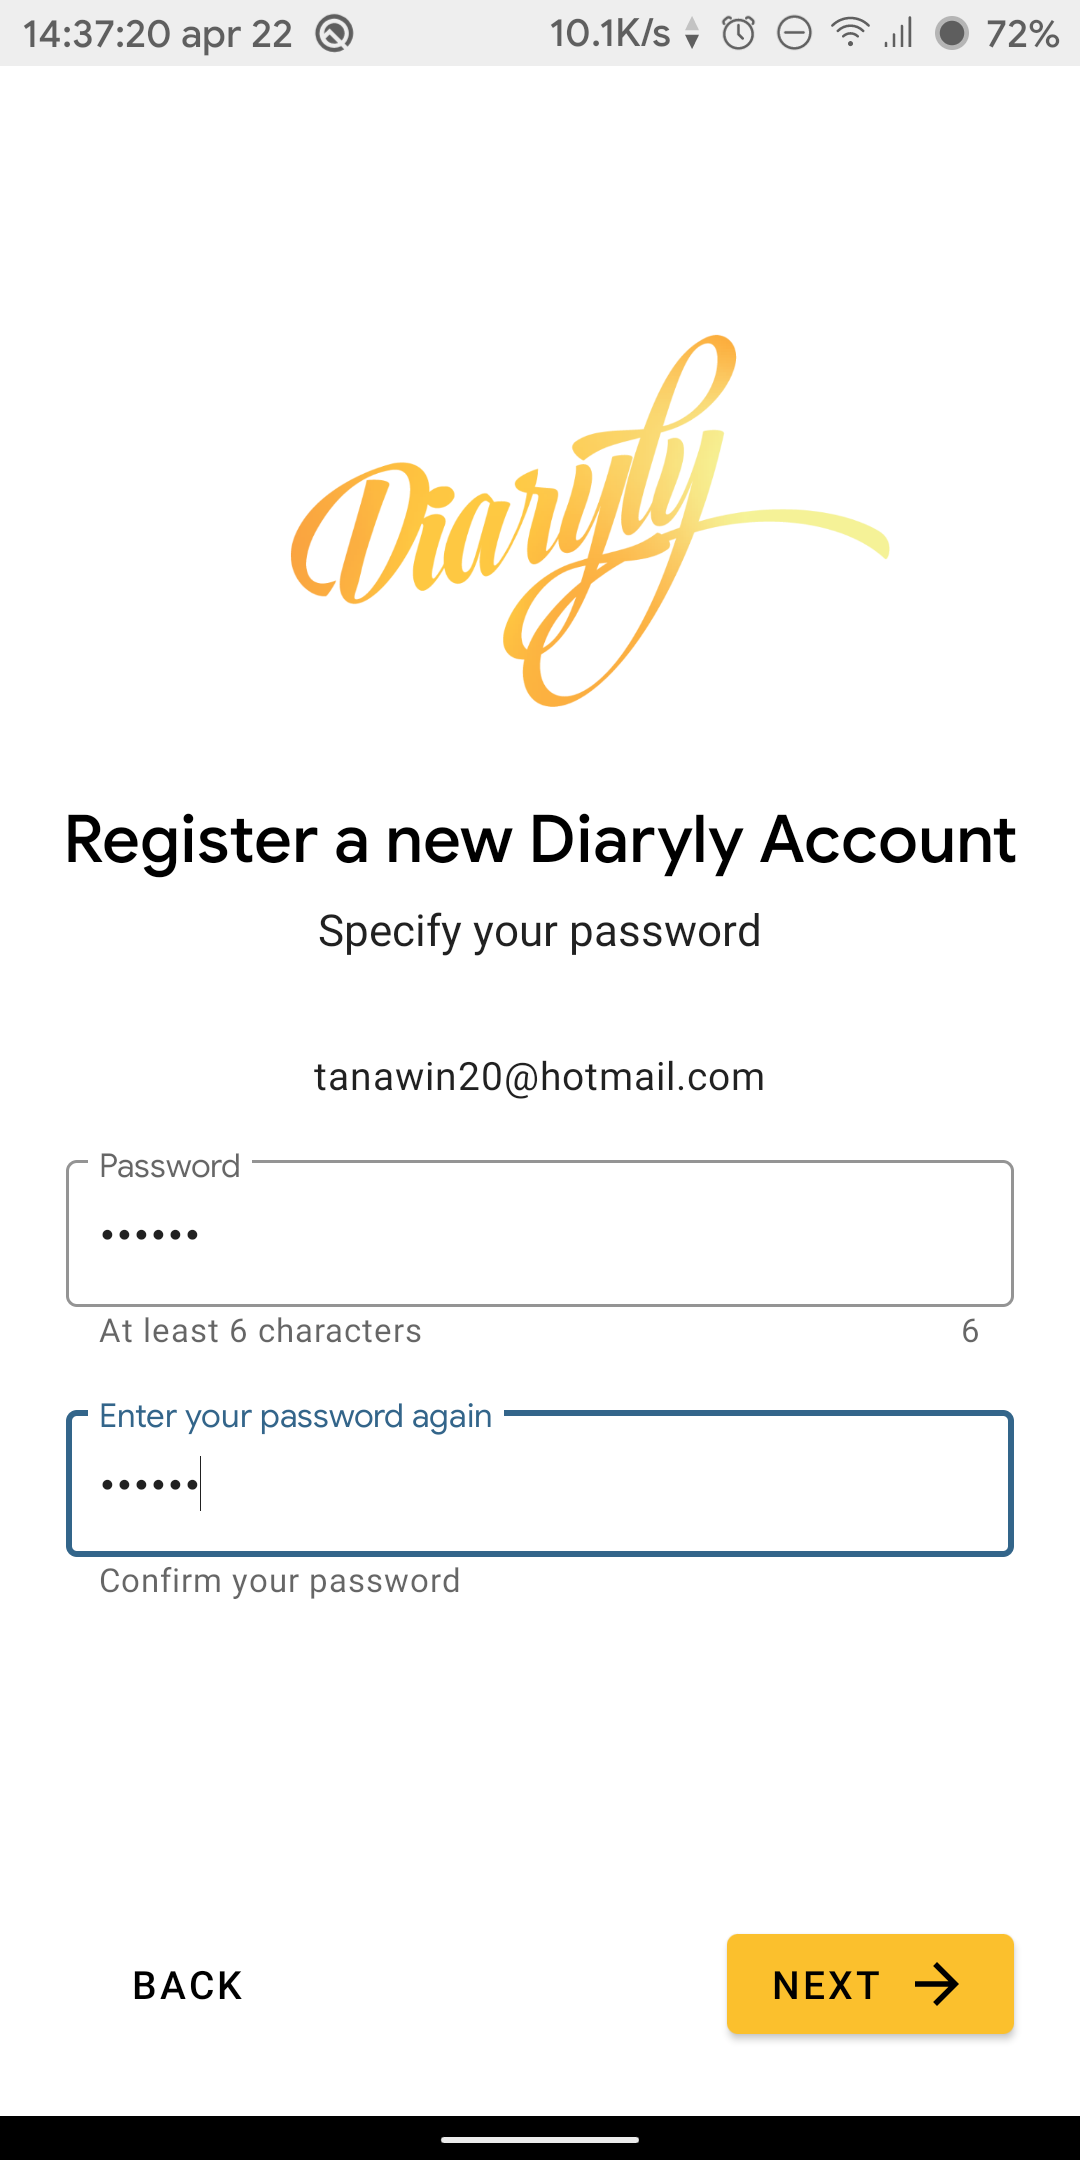 14:37:20 apr 22 10.1K/s 72%
Diaryly
Register a new Diaryly Account
Specify your password
tanawin20@hotmail.com
Password
••••••
At least 6 characters 6
Enter your password again
••••••
Confirm your password
BACK NEXT